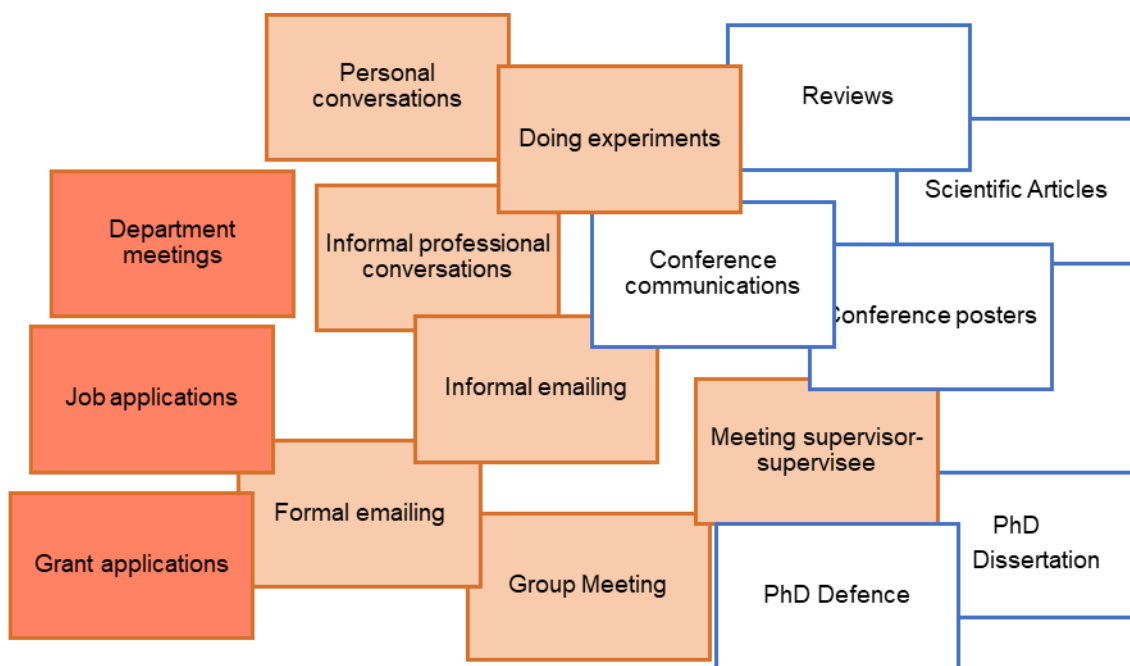 Personal
conversations
Doing experiments
Reviews
Scientific Articles
Department
meetings
Informal professional
conversations
Conference
communications
Conference posters
Job applications
Informal emailing
Meeting supervisor-
supervisee
Formal emailing
Grant applications
Group Meeting
PhD Defence
PhD
Dissertation